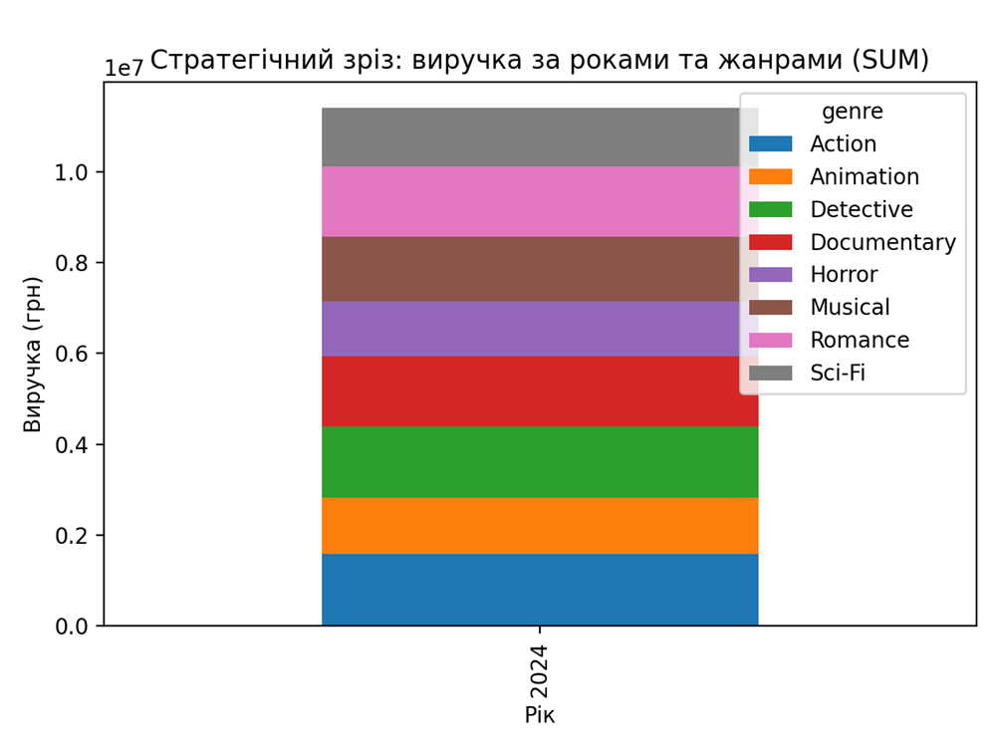 Стратегічний зріз: виручка за роками та жанрами (SUM)
1e7
genre
Action
Animation
Detective
Documentary
Horror
Musical
Romance
Sci-Fi
1.0
0.8
0.6
0.4
0.2
0.0
Виручка (грн)
2024
Рік